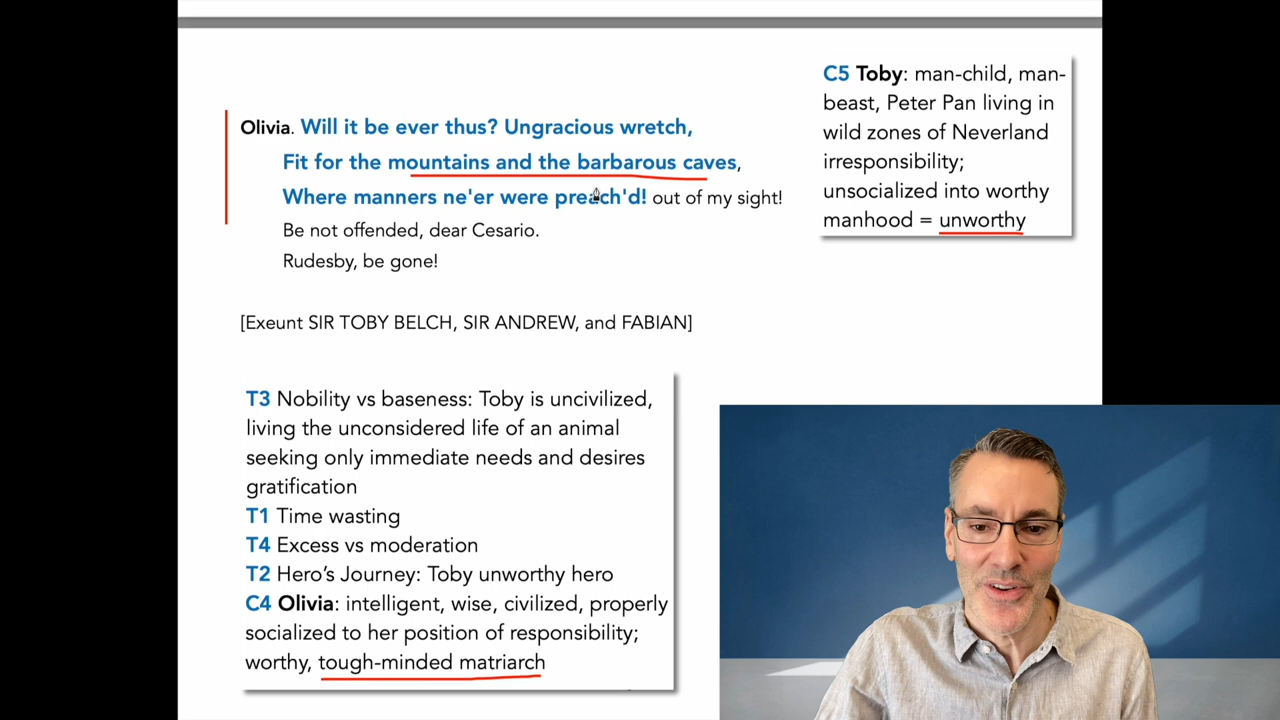 Olivia. Will it be ever thus? Ungracious wretch,
Fit for the mountains and the barbarous caves,
Where manners ne'er were preach'd! out of my sight!
Be not offended, dear Cesario.
Rudesby, be gone!
[Exeunt SIR TOBY BELCH, SIR ANDREW, and FABIAN]
C5 Toby: man-child, man-
beast, Peter Pan living in
wild zones of Neverland
irresponsibility;
unsocialized into worthy
manhood = unworthy
T3 Nobility vs baseness: Toby is uncivilized,
living the unconsidered life of an animal
seeking only immediate needs and desires
gratification
T1 Time wasting
T4 Excess vs moderation
T2 Hero’s Journey: Toby unworthy hero
C4 Olivia: intelligent, wise, civilized, properly
socialized to her position of responsibility;
worthy, tough-minded matriarch